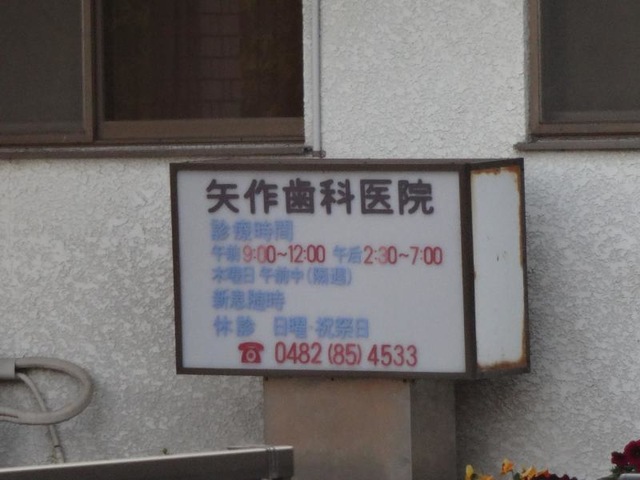 矢作歯科医院
診療時間
午前9:00~12:00 午后2:30~7:00
木曜日午前中(隔週)
新患随時
休診 日曜・祝祭日
☎ 0482(85)4533